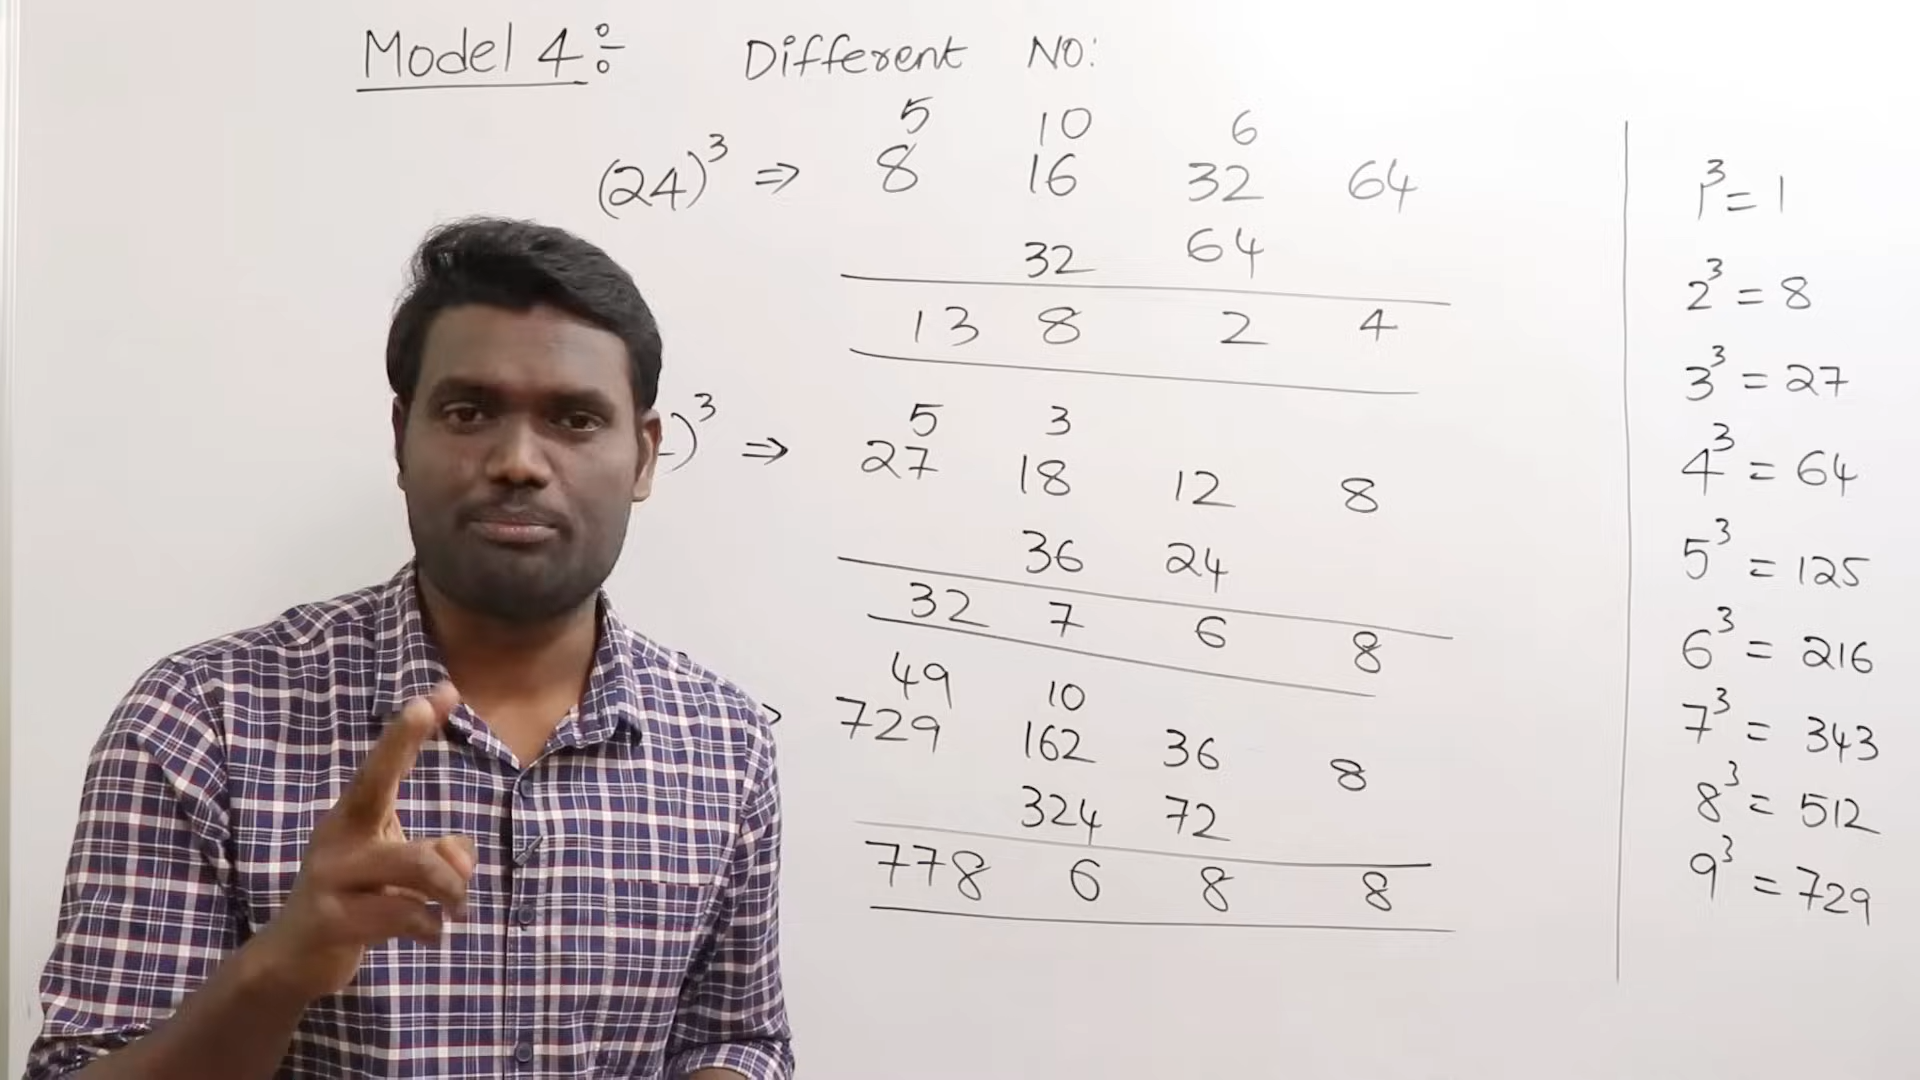 Model 4÷ Different NO:
5 10 6
(24)³ ⇒ 8 16 32 64
32 64
13 8 2 4
5 3
)³ ⇒ 27 18 12 8
36 24
32 7 6 8
49 10
729 162 36 8
324 72
778 6 8 8
1³ = 1
2³ = 8
3³ = 27
4³ = 64
5³ = 125
6³ = 216
7³ = 343
8³ = 512
9³ = 729